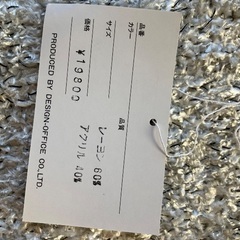 品番
カラー
サイズ
価格 ¥19800
品質 レーヨン 60%
アクリル 40%
PRODUCED BY DESIGN-OFFICE CO.,LTD.